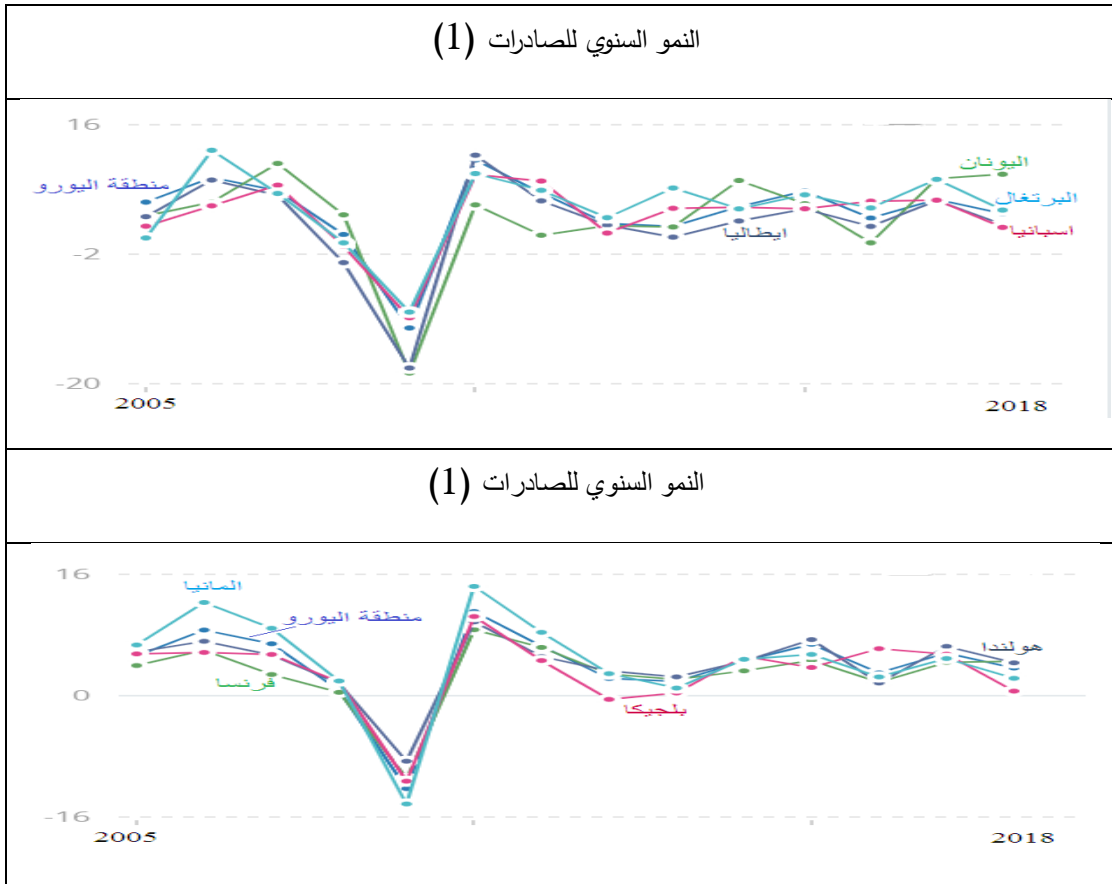 النمو السنوي للصادرات (1)
16
اليونان
منطقة اليورو
البرتغال
ايطاليا
اسبانيا
-2
-20
2005
2018
النمو السنوي للصادرات (1)
16
المانيا
منطقة اليورو
هولندا
فرنسا
0
بلجيكا
-16
2005
2018